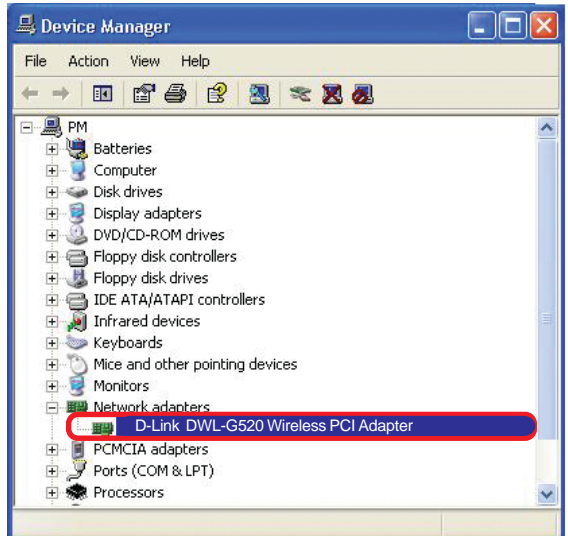 Device Manager
File Action View Help
PM
Batteries
Computer
Disk drives
Display adapters
DVD/CD-ROM drives
Floppy disk controllers
Floppy disk drives
IDE ATA/ATAPI controllers
Infrared devices
Keyboards
Mice and other pointing devices
Monitors
Network adapters
D-Link DWL-G520 Wireless PCI Adapter
PCMCIA adapters
Ports (COM & LPT)
Processors